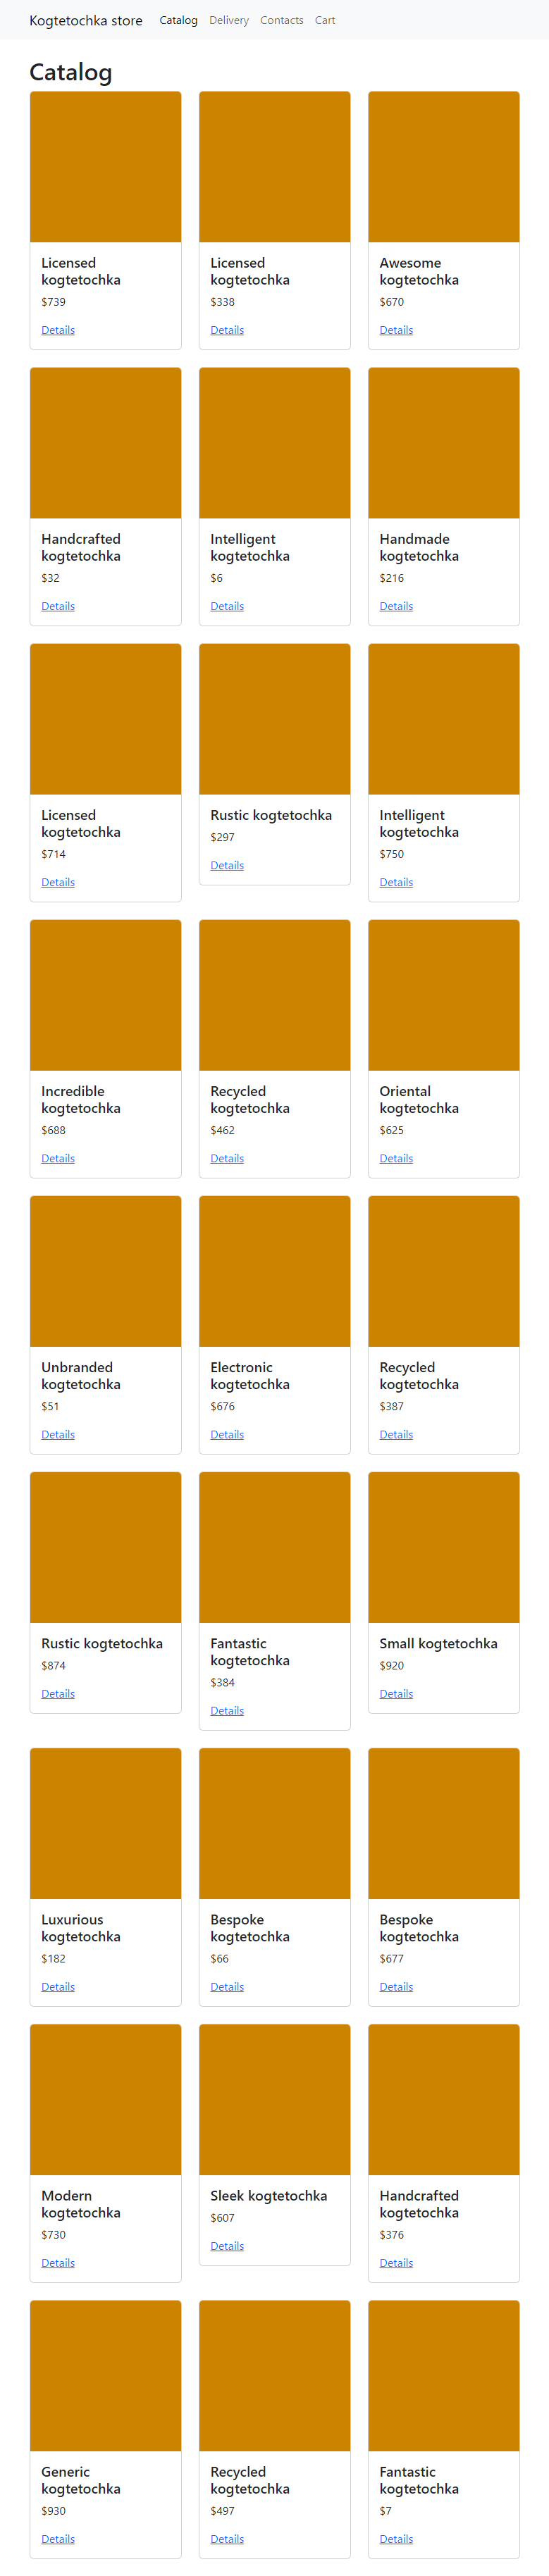 Kogtetochka store Catalog Delivery Contacts Cart
Catalog
Licensed
kogtetochka
$739
Details
Licensed
kogtetochka
$338
Details
Awesome
kogtetochka
$670
Details
Handcrafted
kogtetochka
$32
Details
Intelligent
kogtetochka
$6
Details
Handmade
kogtetochka
$216
Details
Licensed
kogtetochka
$714
Details
Rustic kogtetochka
$297
Details
Intelligent
kogtetochka
$750
Details
Incredible
kogtetochka
$688
Details
Recycled
kogtetochka
$462
Details
Oriental
kogtetochka
$625
Details
Unbranded
kogtetochka
$51
Details
Electronic
kogtetochka
$676
Details
Recycled
kogtetochka
$387
Details
Rustic kogtetochka
$874
Details
Fantastic
kogtetochka
$384
Details
Small kogtetochka
$920
Details
Luxurious
kogtetochka
$182
Details
Bespoke
kogtetochka
$66
Details
Bespoke
kogtetochka
$677
Details
Modern
kogtetochka
$730
Details
Sleek kogtetochka
$607
Details
Handcrafted
kogtetochka
$376
Details
Generic
kogtetochka
$930
Details
Recycled
kogtetochka
$497
Details
Fantastic
kogtetochka
$7
Details